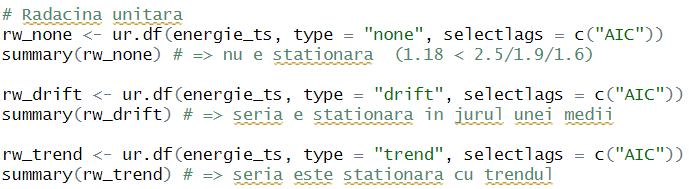 # Radacina unitara
rw_none <- ur.df(energie_ts, type = "none", selectlags = c("AIC"))
summary(rw_none) # => nu e stationara  (1.18 < 2.5/1.9/1.6)
rw_drift <- ur.df(energie_ts, type = "drift", selectlags = c("AIC"))
summary(rw_drift) # => seria e stationara in jurul unei medii
rw_trend <- ur.df(energie_ts, type = "trend", selectlags = c("AIC"))
summary(rw_trend) # => seria este stationara cu trendul